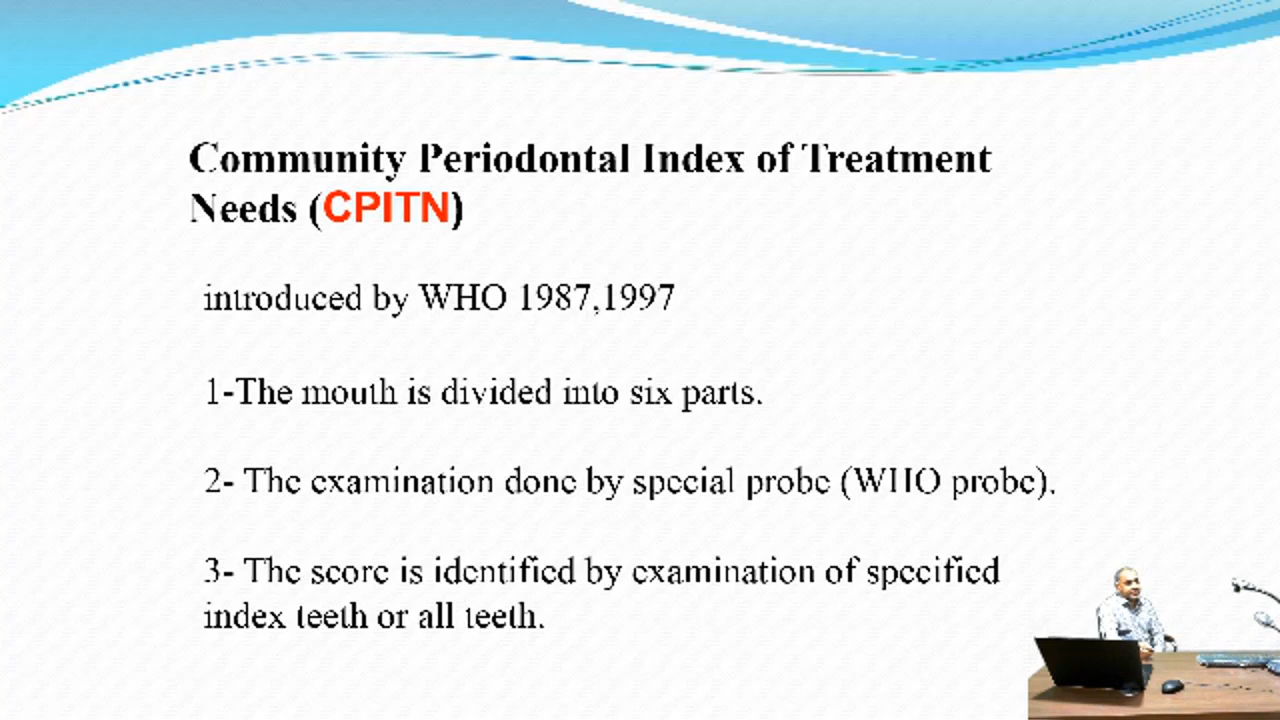 Community Periodontal Index of Treatment
Needs (CPITN)
introduced by WHO 1987,1997
1-The mouth is divided into six parts.
2- The examination done by special probe (WHO probe).
3- The score is identified by examination of specified
index teeth or all teeth.